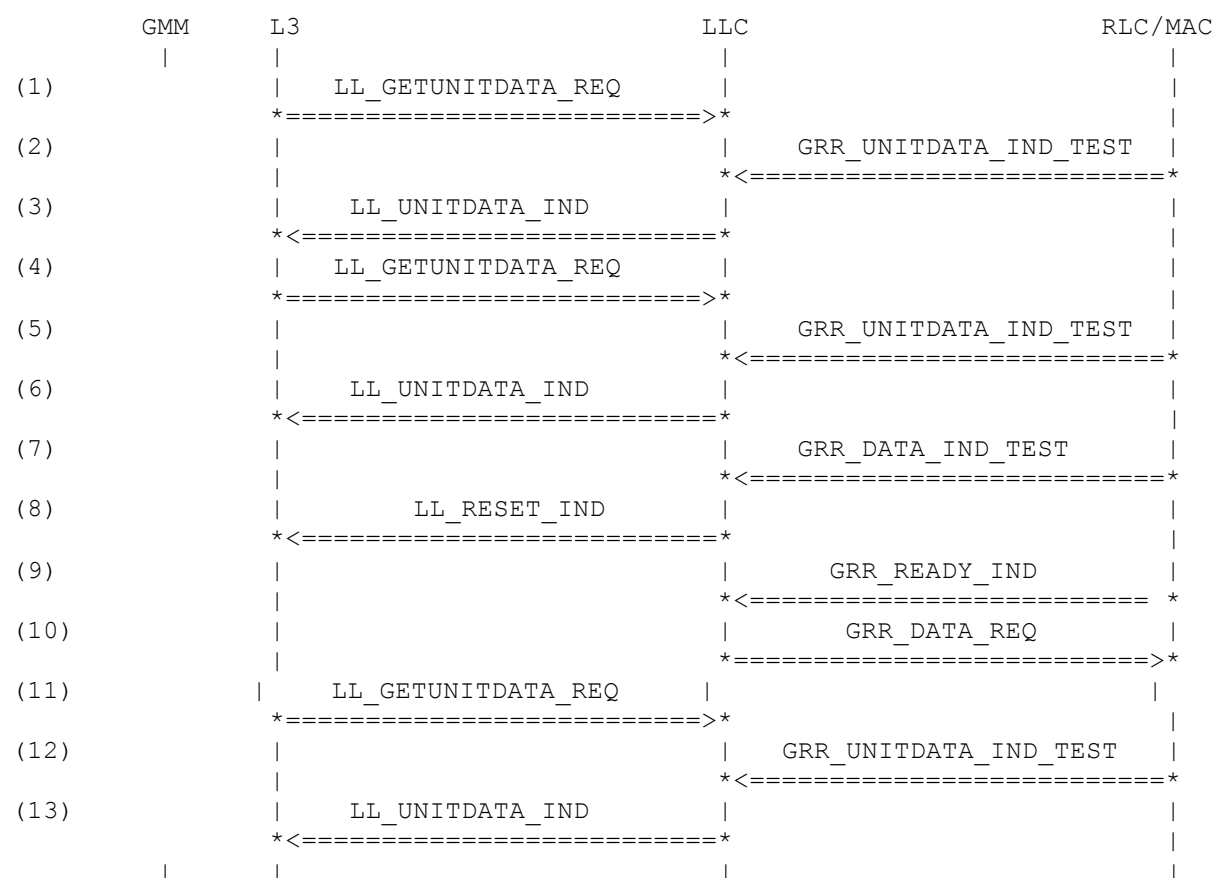 GMM L3 LLC RLC/MAC
| | | |
(1) | LL_GETUNITDATA_REQ | |
*==========================>* |
(2) | | GRR_UNITDATA_IND_TEST |
| *<==========================*
(3) | LL_UNITDATA_IND | |
*<==========================* |
(4) | LL_GETUNITDATA_REQ | |
*==========================>* |
(5) | | GRR_UNITDATA_IND_TEST |
| *<==========================*
(6) | LL_UNITDATA_IND | |
*<==========================* |
(7) | | GRR_DATA_IND_TEST |
| *<==========================*
(8) | LL_RESET_IND | |
*<==========================* |
(9) | | GRR_READY_IND |
| *<========================= *
(10) | | GRR_DATA_REQ |
| *==========================>*
(11) | LL_GETUNITDATA_REQ | |
*==========================>* |
(12) | | GRR_UNITDATA_IND_TEST |
| *<==========================*
(13) | LL_UNITDATA_IND | |
*<==========================* |
| | |